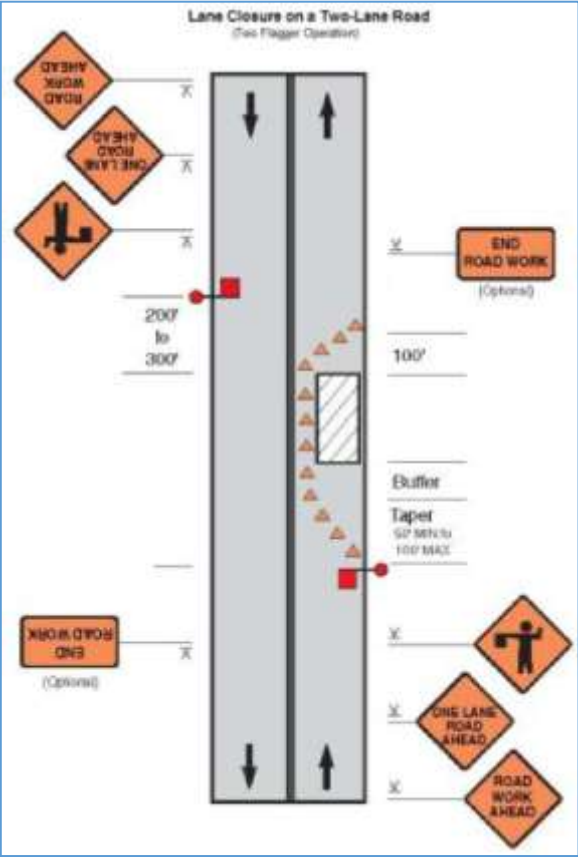 Lane Closure on a Two-Lane Road
(Two Flagger Operation)
ROAD
WORK
AHEAD
ONE LANE
ROAD
AHEAD
END
ROAD WORK
(Optional)
200'
to
300'
100'
Buffer
Taper
50' MIN to
100' MAX
END
ROAD WORK
(Optional)
ONE LANE
ROAD
AHEAD
ROAD
WORK
AHEAD